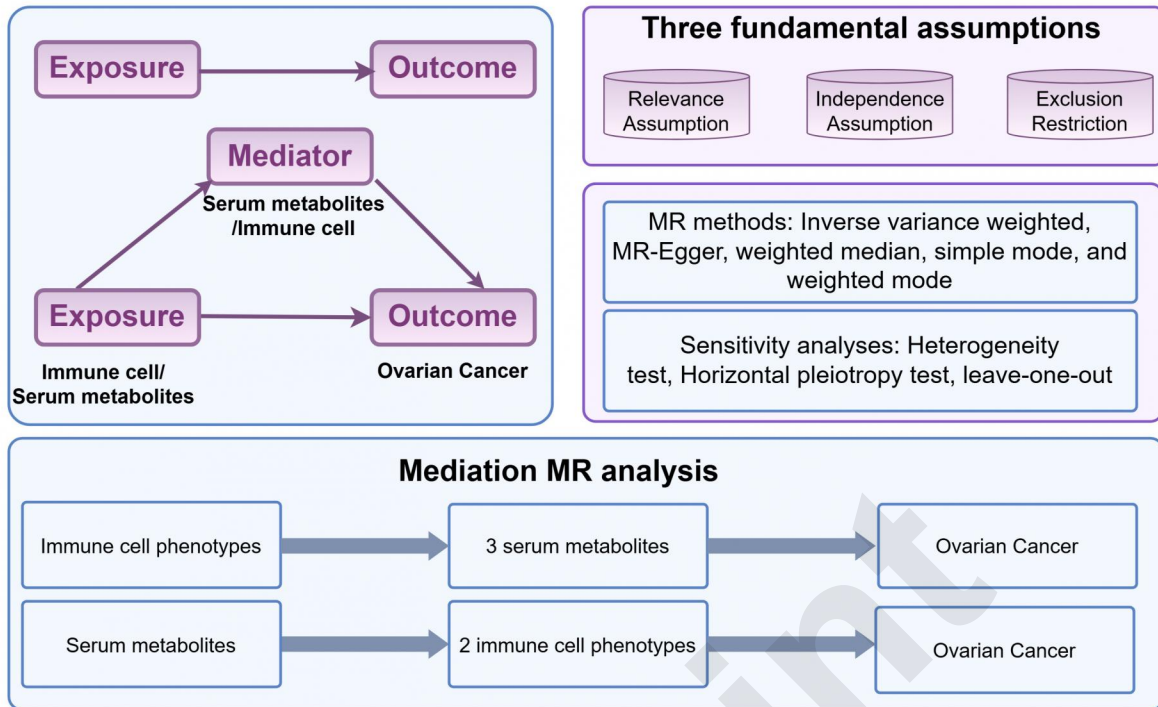 Exposure
Outcome
Mediator
Serum metabolites
/Immune cell
Exposure
Outcome
Immune cell/
Serum metabolites
Ovarian Cancer
Three fundamental assumptions
Relevance
Assumption
Independence
Assumption
Exclusion
Restriction
MR methods: Inverse variance weighted,
MR-Egger, weighted median, simple mode, and
weighted mode
Sensitivity analyses: Heterogeneity
test, Horizontal pleiotropy test, leave-one-out
Mediation MR analysis
Immune cell phenotypes
3 serum metabolites
Ovarian Cancer
Serum metabolites
2 immune cell phenotypes
Ovarian Cancer
int